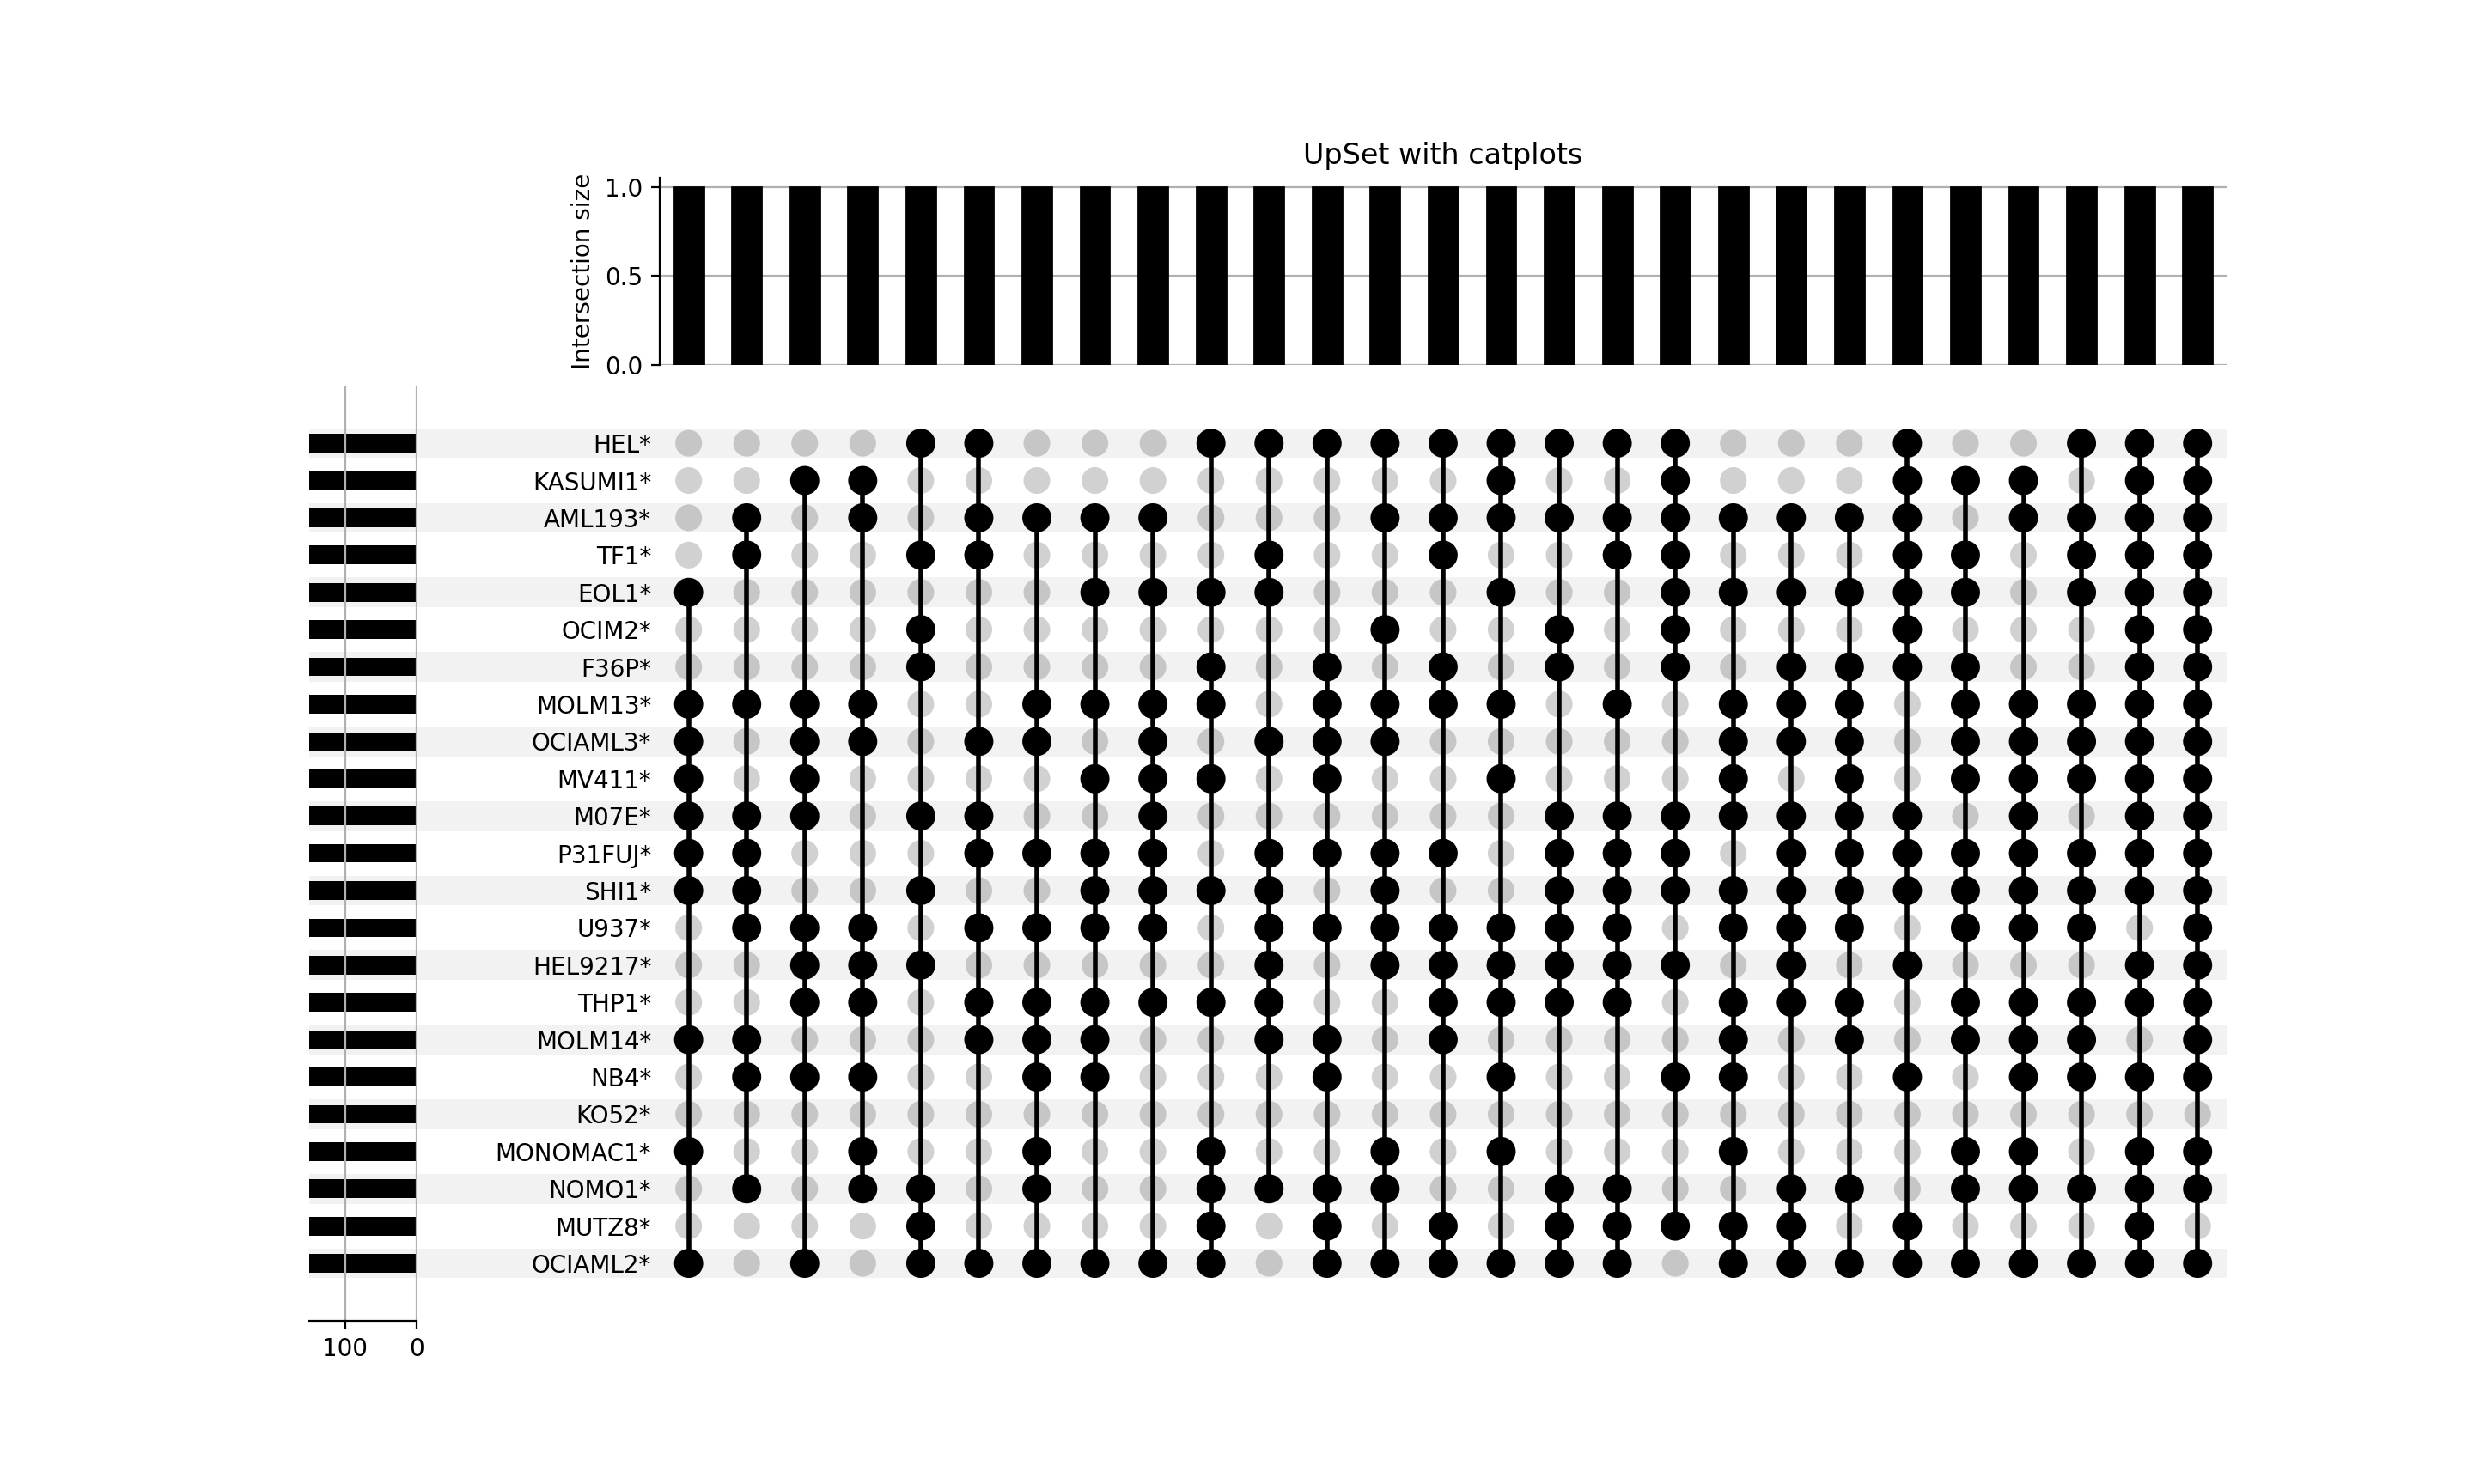 UpSet with catplots
Intersection size
1.0
0.5
0.0
HEL*
KASUMI1*
AML193*
TF1*
EOL1*
OCIM2*
F36P*
MOLM13*
OCIAML3*
MV411*
M07E*
P31FUJ*
SHI1*
U937*
HEL9217*
THP1*
MOLM14*
NB4*
KO52*
MONOMAC1*
NOMO1*
MUTZ8*
OCIAML2*
100 0